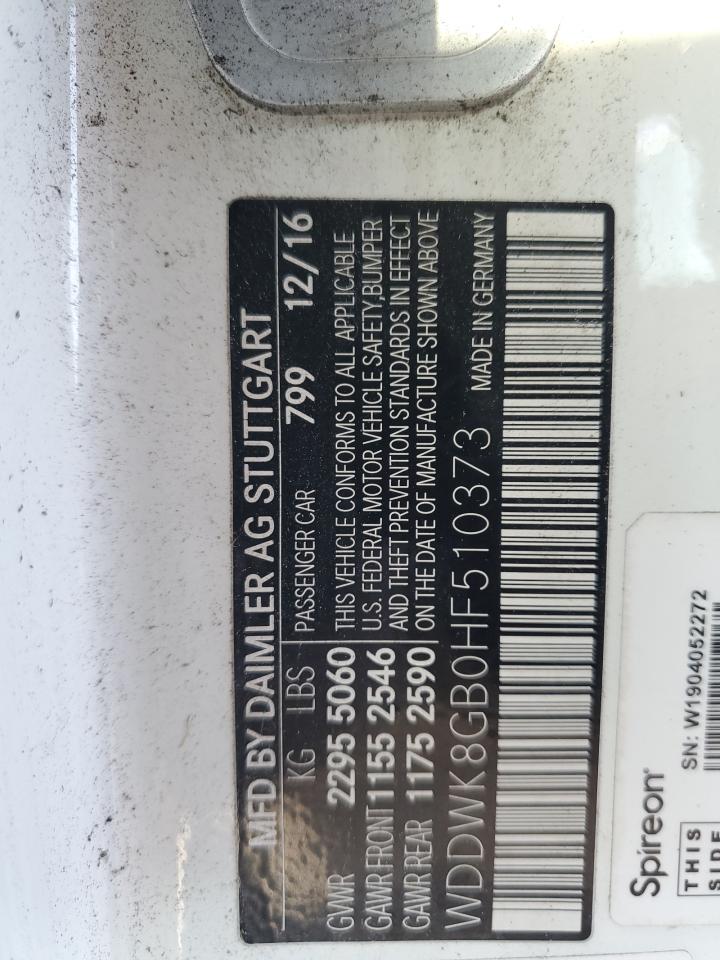 MFD BY DAIMLER AG STUTTGART
KG LBS PASSENGER CAR 799 12/16
GVWR 2295 5060 THIS VEHICLE CONFORMS TO ALL APPLICABLE
U.S. FEDERAL MOTOR VEHICLE SAFETY,BUMPER
GAWR FRONT 1155 2546 AND THEFT PREVENTION STANDARDS IN EFFECT
GAWR REAR 1175 2590 ON THE DATE OF MANUFACTURE SHOWN ABOVE
WDDWK8GB0HF510373 MADE IN GERMANY
Spireon SN: W1904052272
THIS
SIDE